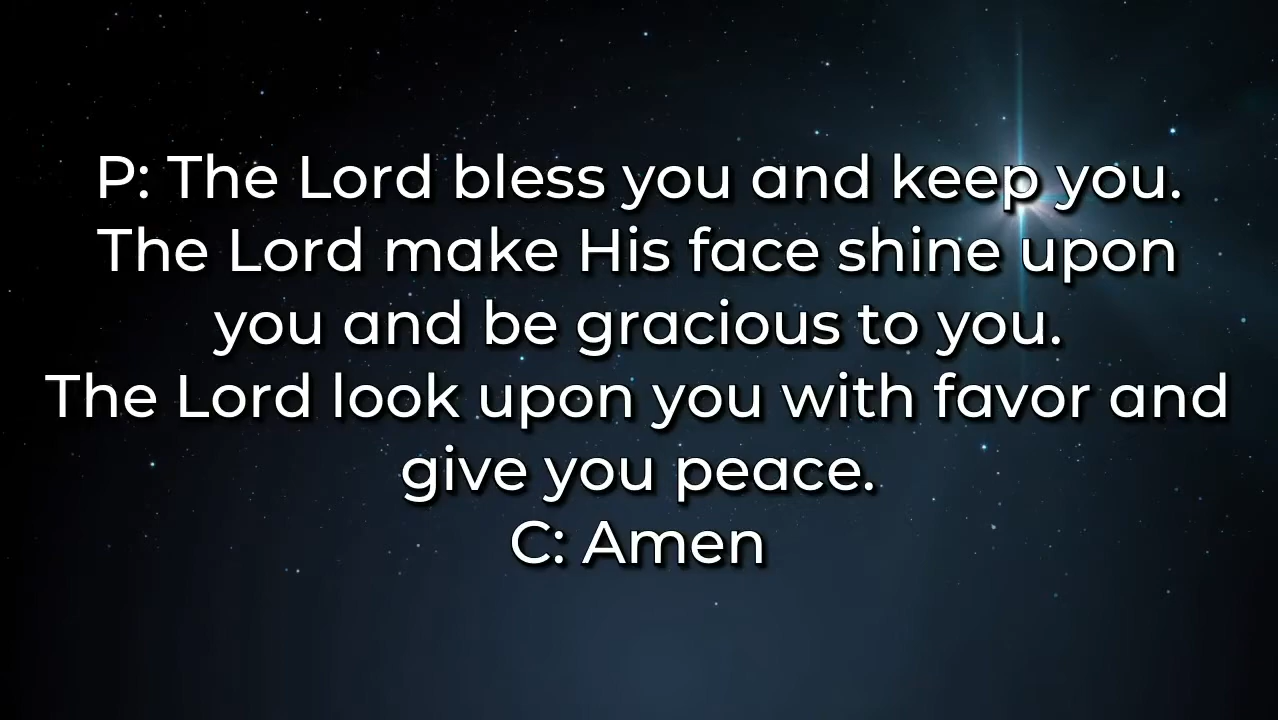 P: The Lord bless you and keep you.
The Lord make His face shine upon
you and be gracious to you.
The Lord look upon you with favor and
give you peace.
C: Amen